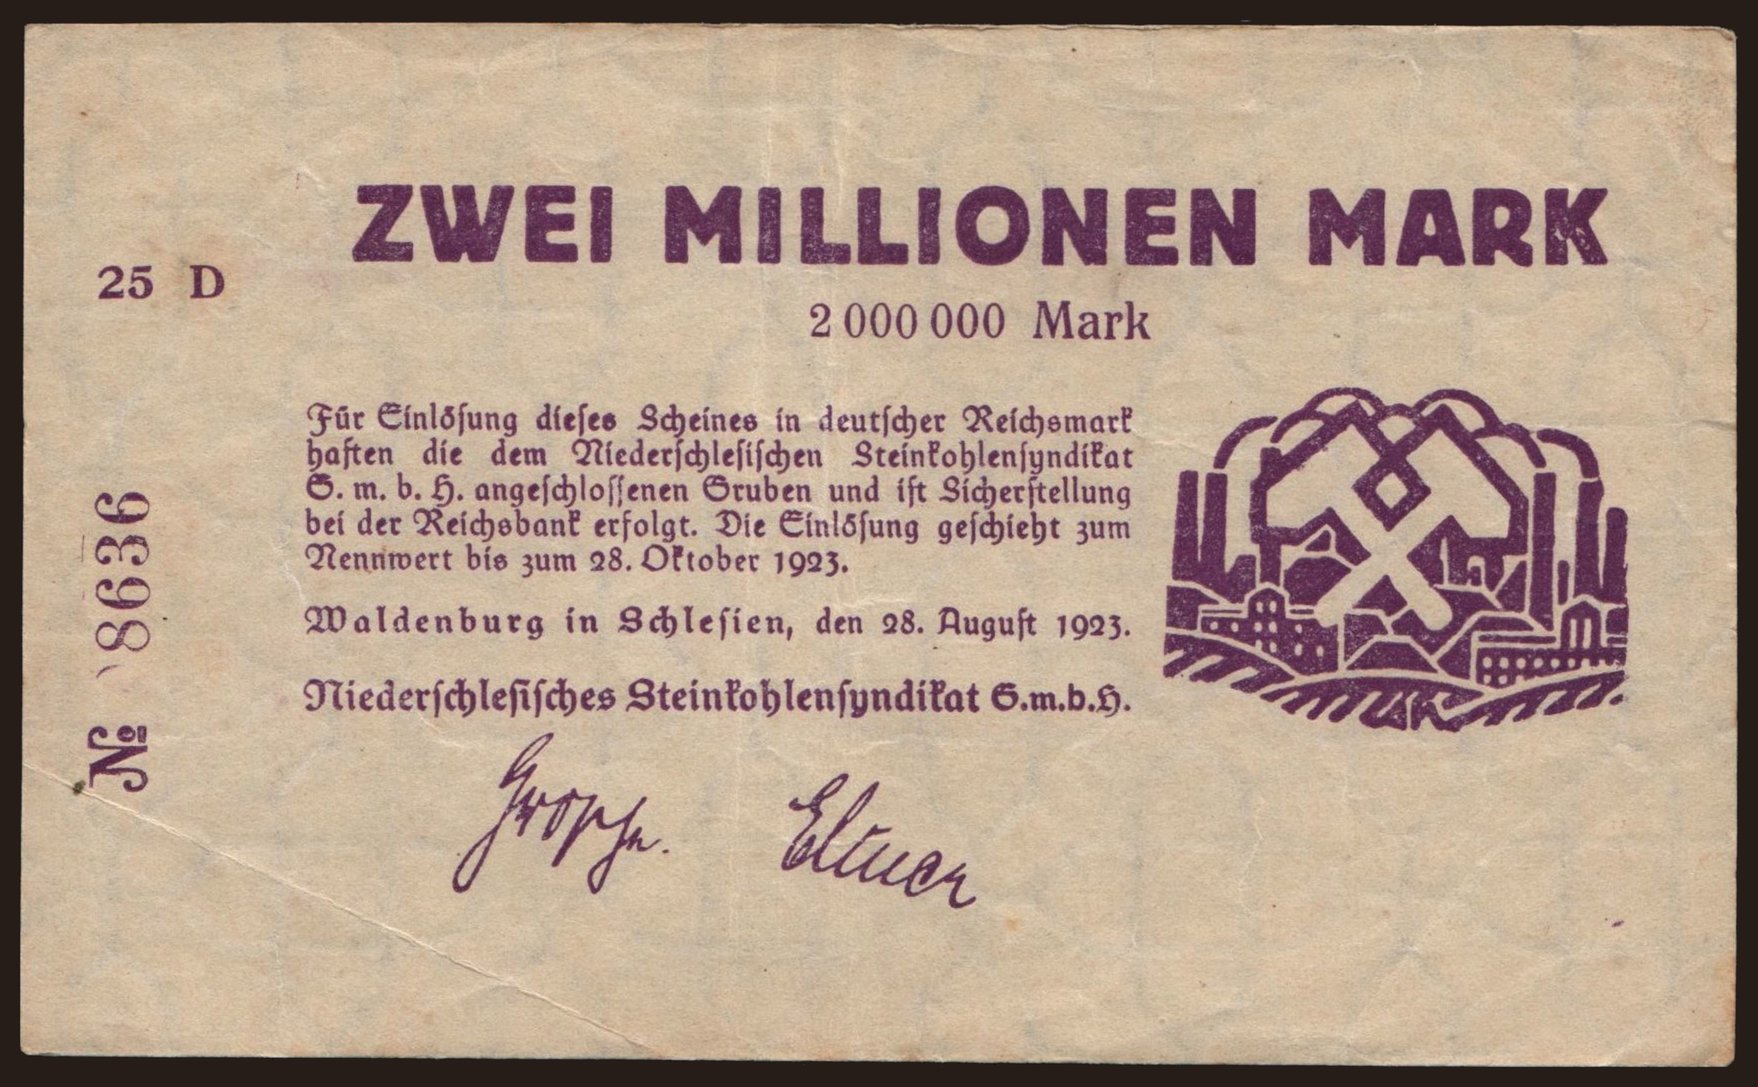 ZWEI MILLIONEN MARK
25 D
2 000 000 Mark
Für Einlösung dieses Scheines in deutscher Reichsmark
haften die dem Niederschlesischen Steinkohlensyndikat
G. m. b. H. angeschlossenen Gruben und ist Sicherstellung
bei der Reichsbank erfolgt. Die Einlösung geschieht zum
Nennwert bis zum 28. Oktober 1923.
Waldenburg in Schlesien, den 28. August 1923.
Niederschlesisches Steinkohlensyndikat G.m.b.H.
№ 8636